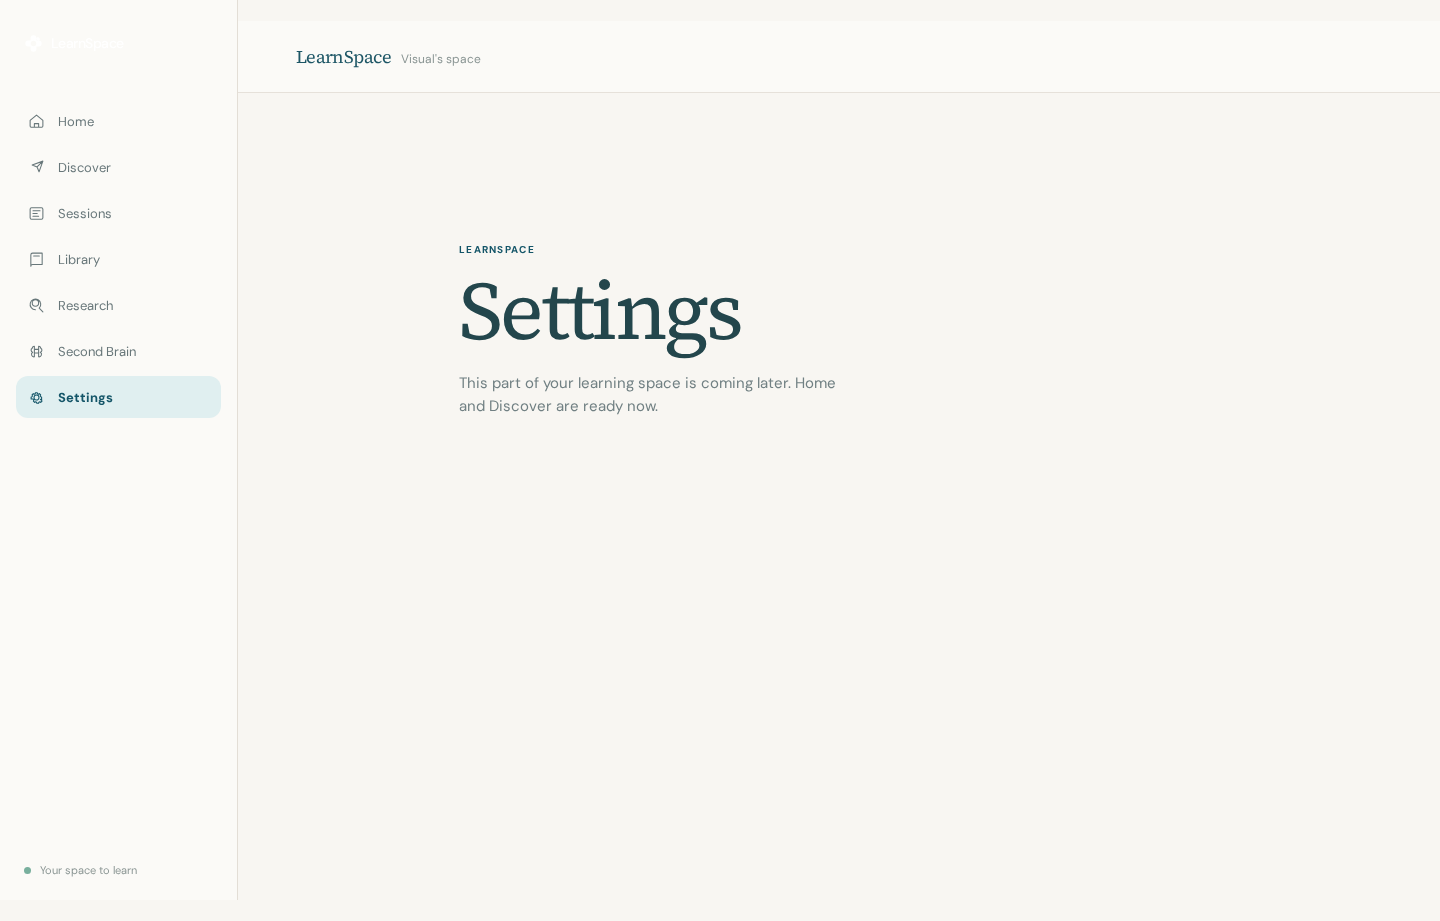 LearnSpace
Home
Discover
Sessions
Library
Research
Second Brain
Settings
Your space to learn
LearnSpace Visual's space
LEARNSPACE
Settings
This part of your learning space is coming later. Home
and Discover are ready now.